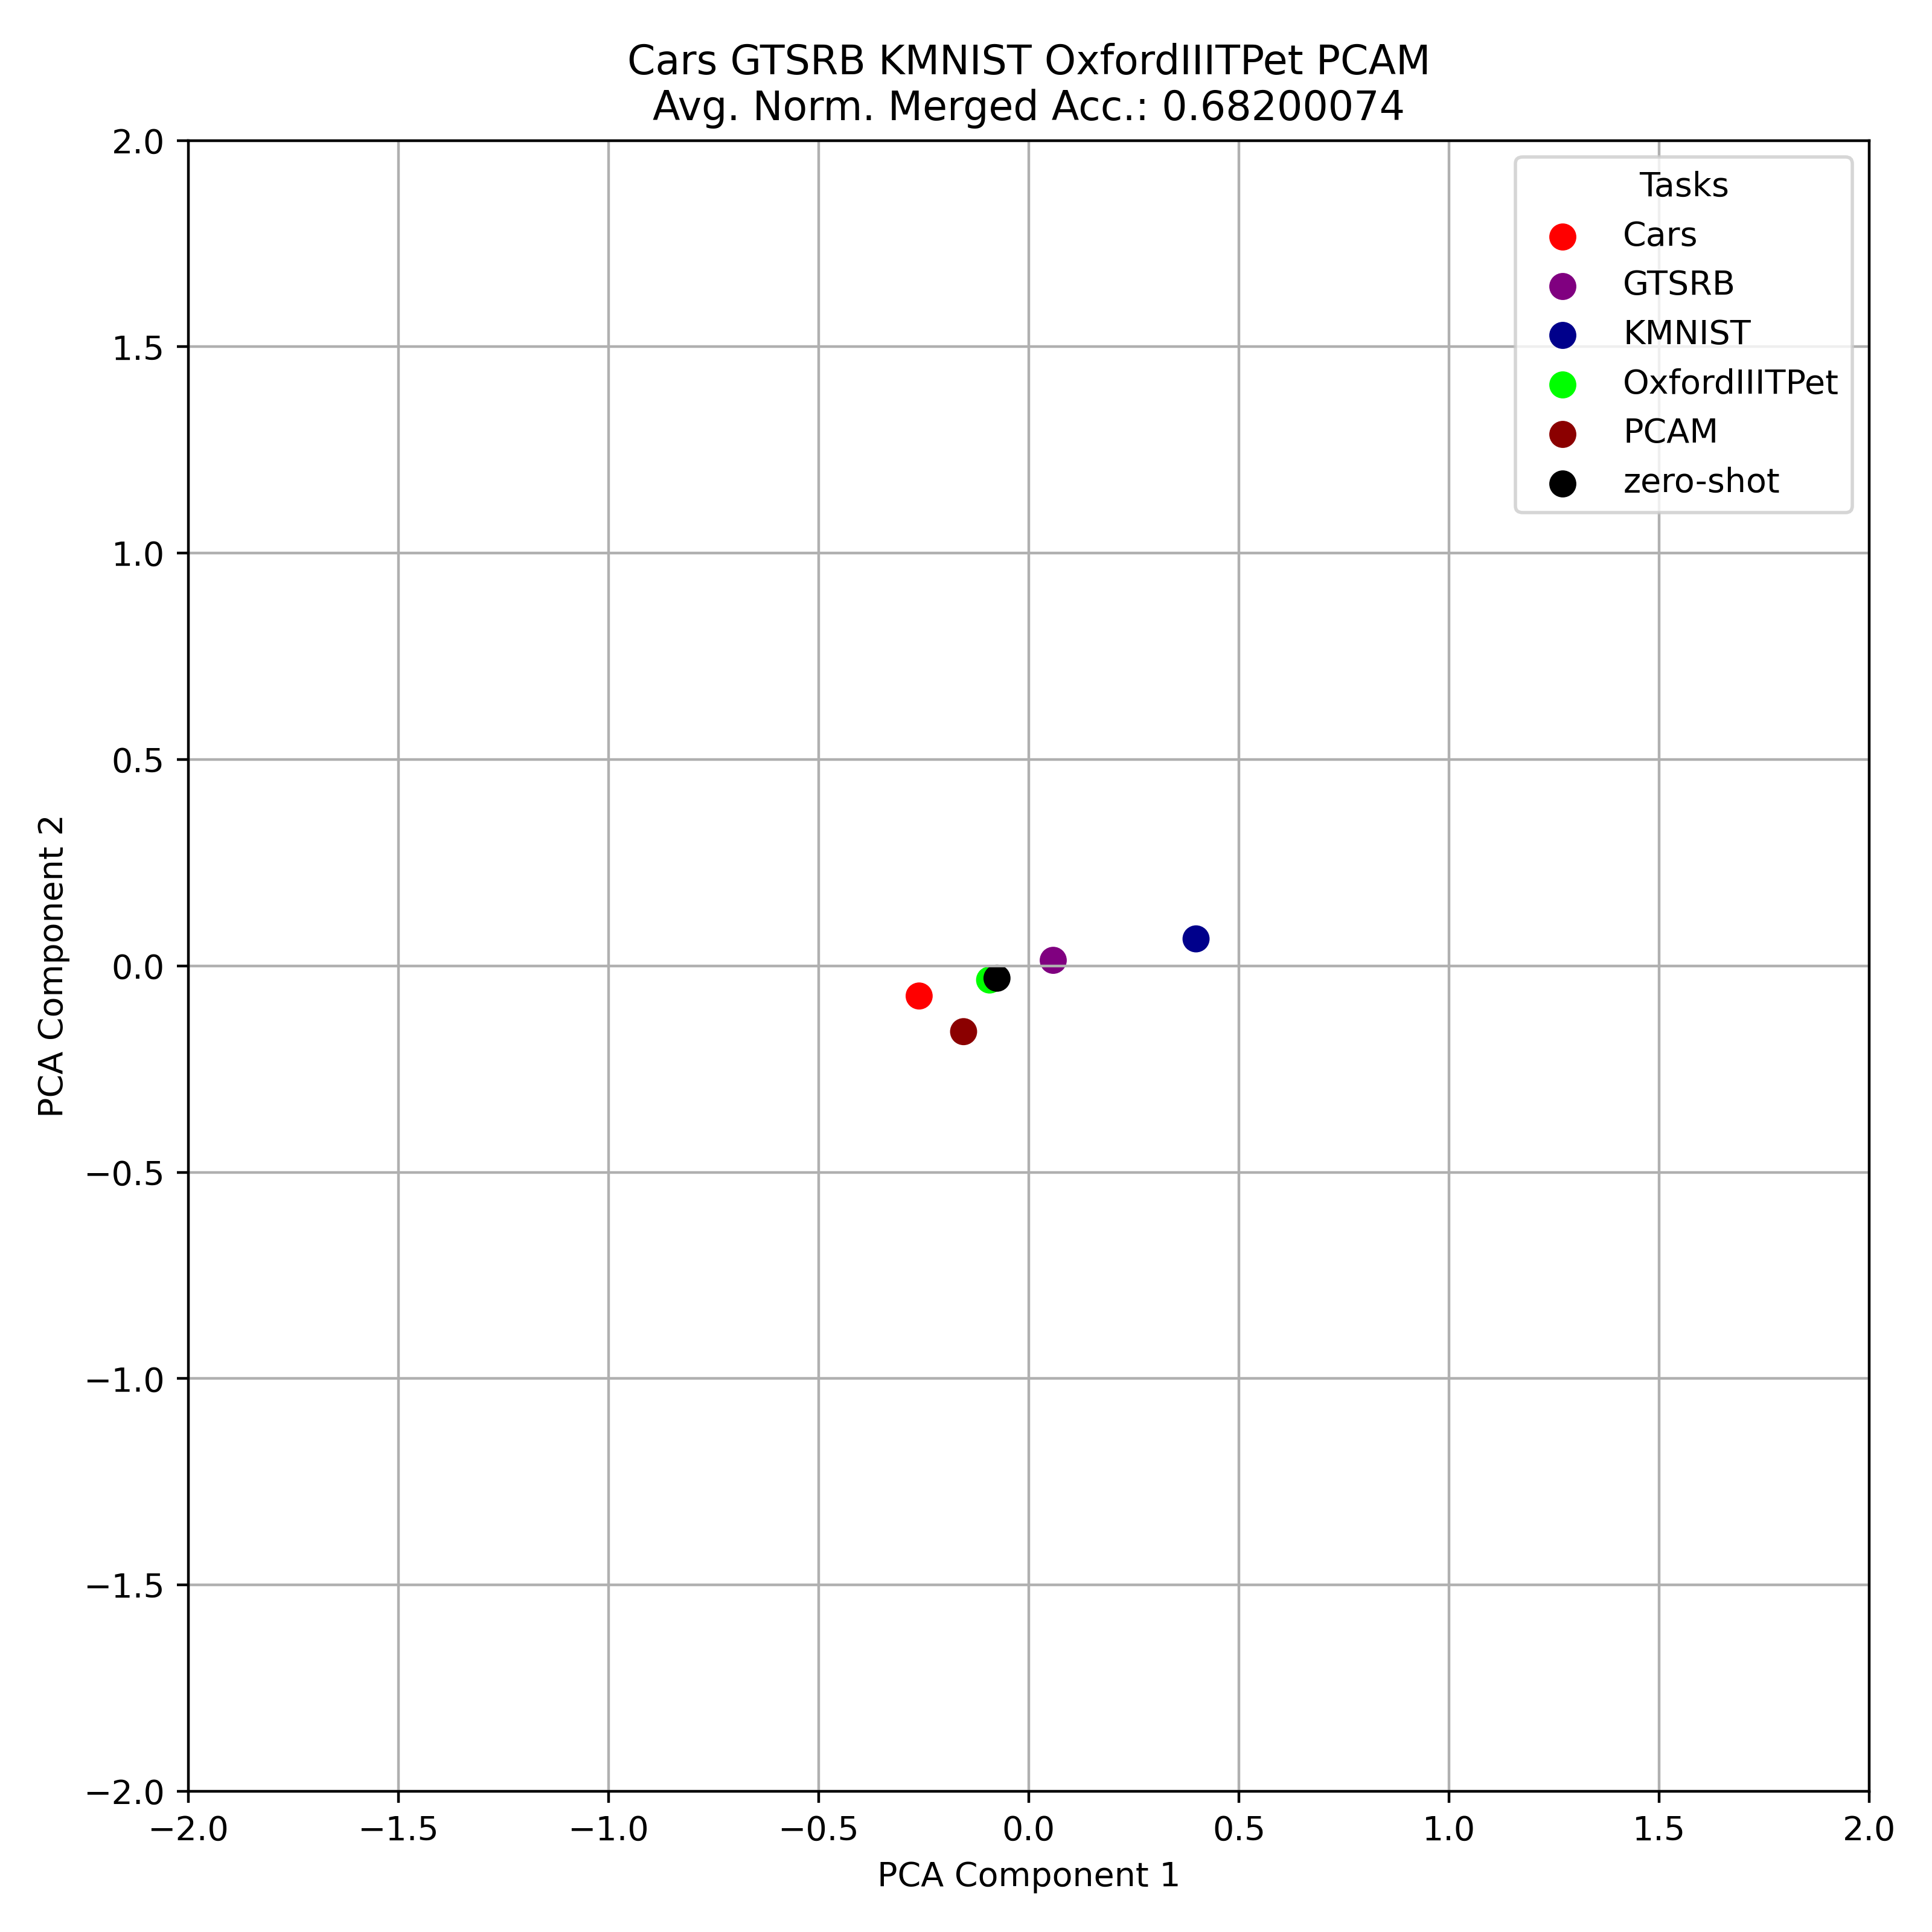 Cars GTSRB KMNIST OxfordIIITPet PCAM
Avg. Norm. Merged Acc.: 0.68200074
Tasks
Cars
GTSRB
KMNIST
OxfordIIITPet
PCAM
zero-shot
2.0
1.5
1.0
0.5
0.0
−0.5
−1.0
−1.5
−2.0
PCA Component 2
−2.0 −1.5 −1.0 −0.5 0.0 0.5 1.0 1.5 2.0
PCA Component 1